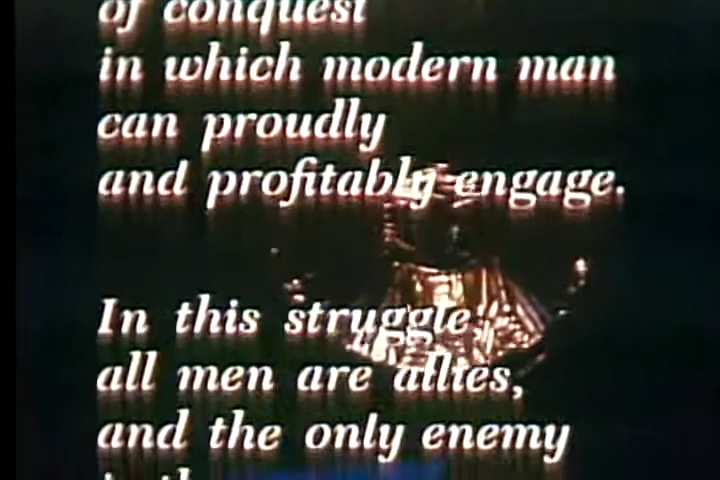 of conquest
in which modern man
can proudly
and profitably engage.
In this struggle,
all men are allies,
and the only enemy